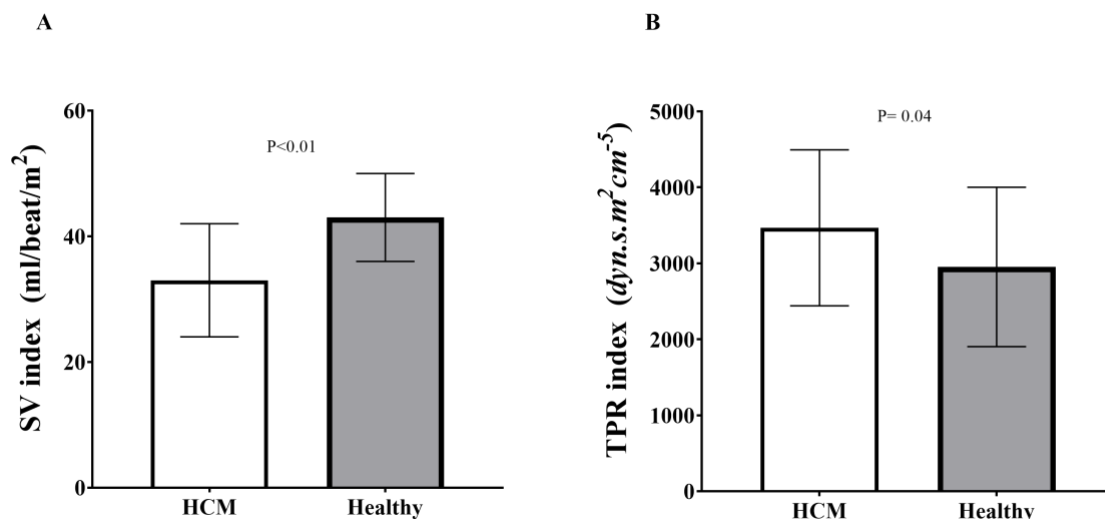 A
B
SV index (ml/beat/m²)
60
40
20
0
P<0.01
HCM
Healthy
TPR index (dyn.s.m²cm⁻⁵)
5000
4000
3000
2000
1000
0
P= 0.04
HCM
Healthy